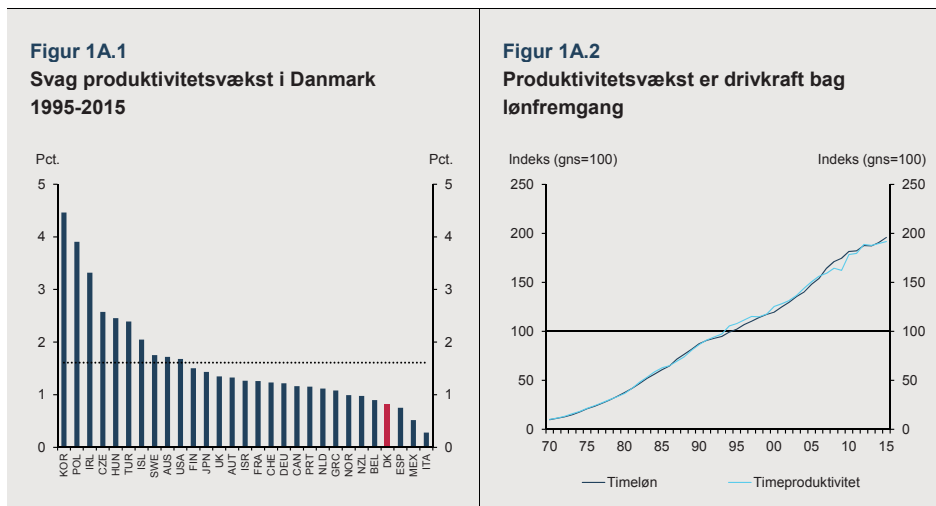 Figur 1A.1
Svag produktivitetsvækst i Danmark
1995-2015
Pct.
Pct.
5
4
3
2
1
0
5
4
3
2
1
0
KOR POL IRL CZE HUN TUR ISL SWE AUS USA FIN JPN UK AUT ISR FRA CHE DEU CAN PRT NLD GRC NOR NZL BEL DK ESP MEX ITA
Figur 1A.2
Produktivitetsvækst er drivkraft bag
lønfremgang
Indeks (gns=100)
Indeks (gns=100)
250
200
150
100
50
0
250
200
150
100
50
0
70 75 80 85 90 95 00 05 10 15
Timeløn
Timeproduktivitet